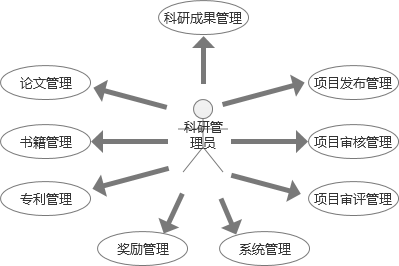 科研成果管理
论文管理
项目发布管理
科研管
理员
书籍管理
项目审核管理
专利管理
项目审评管理
奖励管理
系统管理